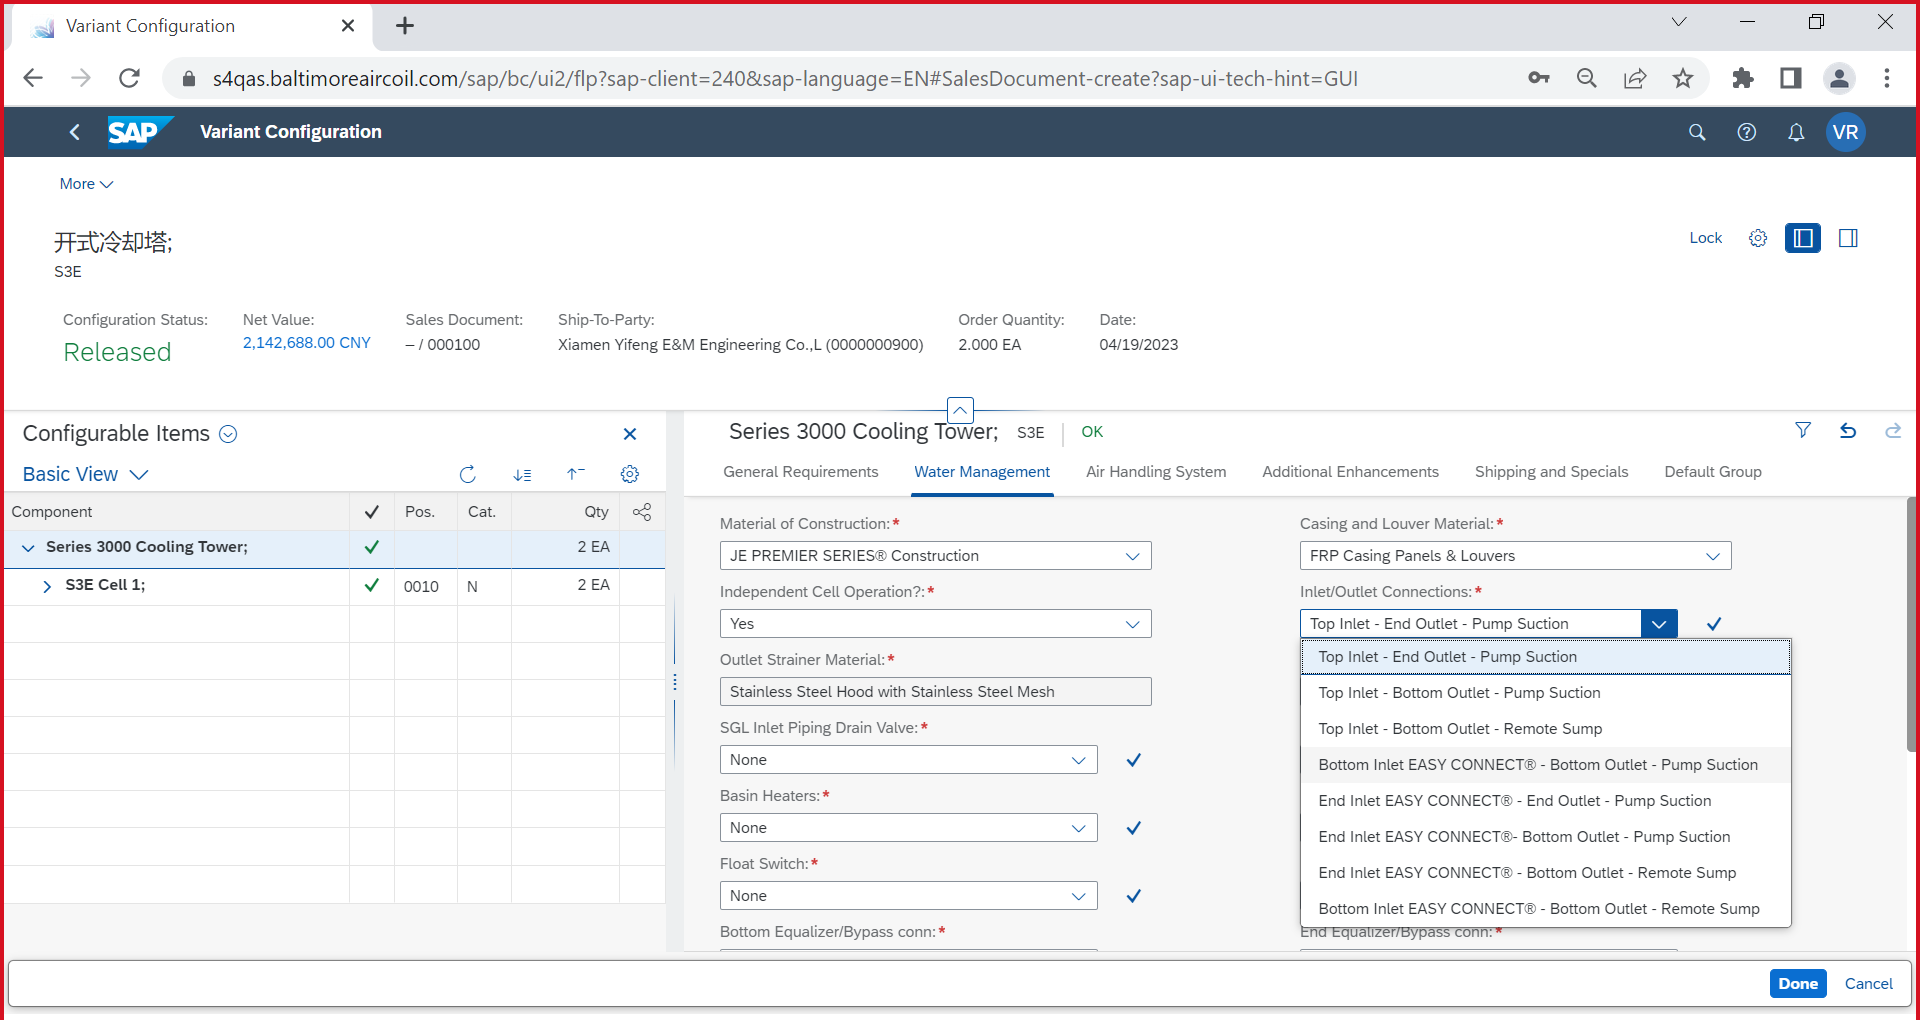 Variant Configuration
s4qas.baltimoreaircoil.com/sap/bc/ui2/flp?sap-client=240&sap-language=EN#SalesDocument-create?sap-ui-tech-hint=GUI
SAP
Variant Configuration
VR
More
开式冷却塔;
S3E
Lock
Configuration Status:
Released
Net Value:
2,142,688.00 CNY
Sales Document:
– / 000100
Ship-To-Party:
Xiamen Yifeng E&M Engineering Co.,L (0000000900)
Order Quantity:
2.000 EA
Date:
04/19/2023
Configurable Items
Basic View
Component Pos. Cat. Qty
Series 3000 Cooling Tower; 2 EA
S3E Cell 1; 0010 N 2 EA
Series 3000 Cooling Tower; S3E OK
General Requirements Water Management Air Handling System Additional Enhancements Shipping and Specials Default Group
Material of Construction:*
JE PREMIER SERIES® Construction
Independent Cell Operation?:*
Yes
Outlet Strainer Material:*
Stainless Steel Hood with Stainless Steel Mesh
SGL Inlet Piping Drain Valve:*
None
Basin Heaters:*
None
Float Switch:*
None
Bottom Equalizer/Bypass conn:*
Casing and Louver Material:*
FRP Casing Panels & Louvers
Inlet/Outlet Connections:*
Top Inlet - End Outlet - Pump Suction
Top Inlet - End Outlet - Pump Suction
Top Inlet - Bottom Outlet - Pump Suction
Top Inlet - Bottom Outlet - Remote Sump
Bottom Inlet EASY CONNECT® - Bottom Outlet - Pump Suction
End Inlet EASY CONNECT® - End Outlet - Pump Suction
End Inlet EASY CONNECT®- Bottom Outlet - Pump Suction
End Inlet EASY CONNECT® - Bottom Outlet - Remote Sump
Bottom Inlet EASY CONNECT® - Bottom Outlet - Remote Sump
End Equalizer/Bypass conn:*
Done Cancel